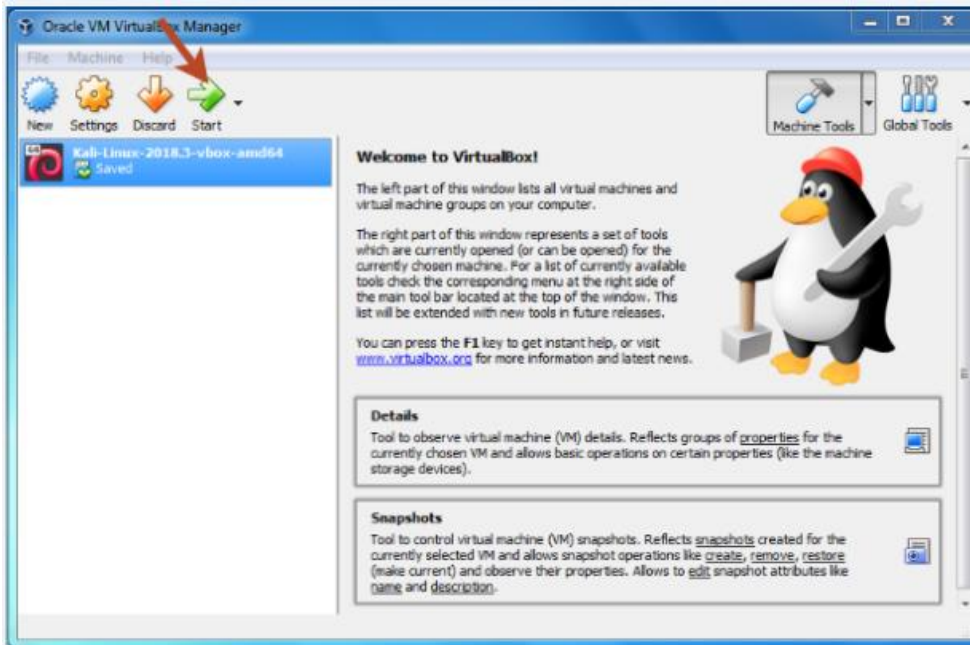 Oracle VM VirtualBox Manager
File Machine Help
New Settings Discard Start
Machine Tools Global Tools
64
Kali-Linux-2018.3-vbox-amd64
Saved
Welcome to VirtualBox!
The left part of this window lists all virtual machines and
virtual machine groups on your computer.
The right part of this window represents a set of tools
which are currently opened (or can be opened) for the
currently chosen machine. For a list of currently available
tools check the corresponding menu at the right side of
the main tool bar located at the top of the window. This
list will be extended with new tools in future releases.
You can press the F1 key to get instant help, or visit
www.virtualbox.org for more information and latest news.
Details
Tool to observe virtual machine (VM) details. Reflects groups of properties for the
currently chosen VM and allows basic operations on certain properties (like the machine
storage devices).
Snapshots
Tool to control virtual machine (VM) snapshots. Reflects snapshots created for the
currently selected VM and allows snapshot operations like create, remove, restore
(make current) and observe their properties. Allows to edit snapshot attributes like
name and description.